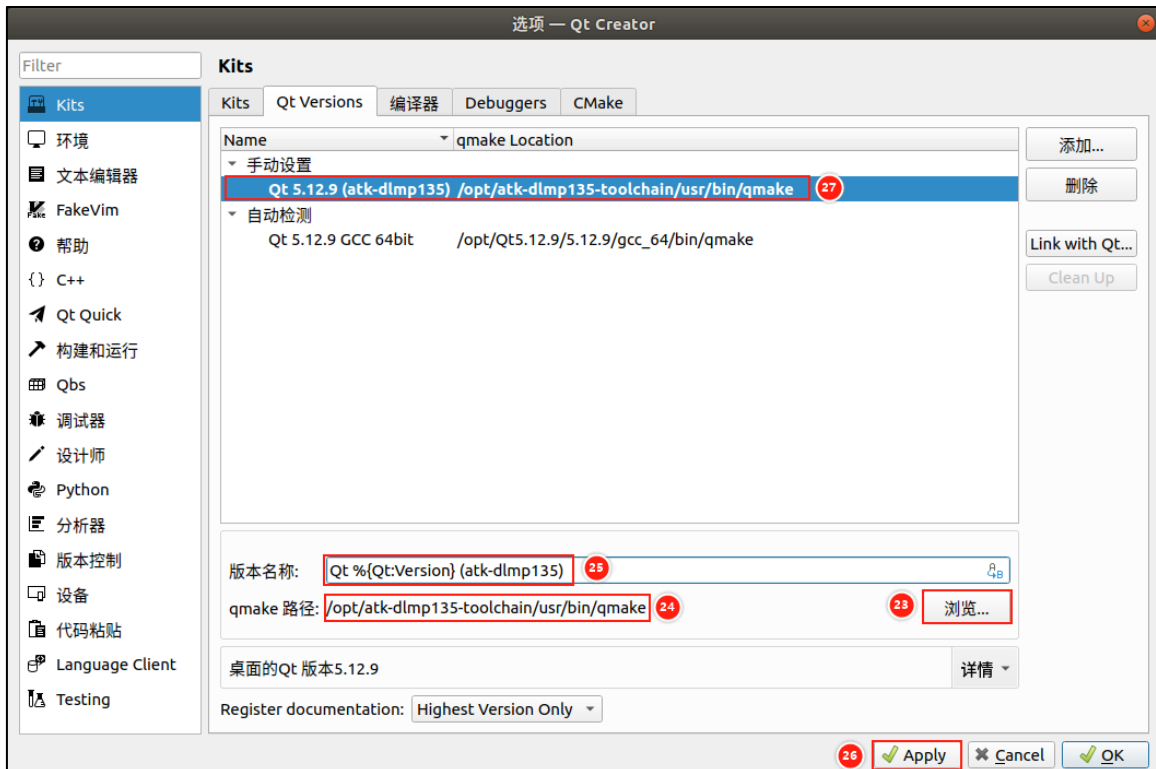 选项 — Qt Creator
Filter
Kits
环境
文本编辑器
FakeVim
帮助
C++
Qt Quick
构建和运行
Qbs
调试器
设计师
Python
分析器
版本控制
设备
代码粘贴
Language Client
Testing
Kits
Kits Qt Versions 编译器 Debuggers CMake
Name qmake Location
手动设置
Qt 5.12.9 (atk-dlmp135) /opt/atk-dlmp135-toolchain/usr/bin/qmake 27
自动检测
Qt 5.12.9 GCC 64bit /opt/Qt5.12.9/5.12.9/gcc_64/bin/qmake
添加...
删除
Link with Qt...
Clean Up
版本名称: Qt %{Qt:Version} (atk-dlmp135) 25
qmake 路径: /opt/atk-dlmp135-toolchain/usr/bin/qmake 24 23 浏览...
桌面的Qt 版本5.12.9 详情
Register documentation: Highest Version Only
26 Apply Cancel OK